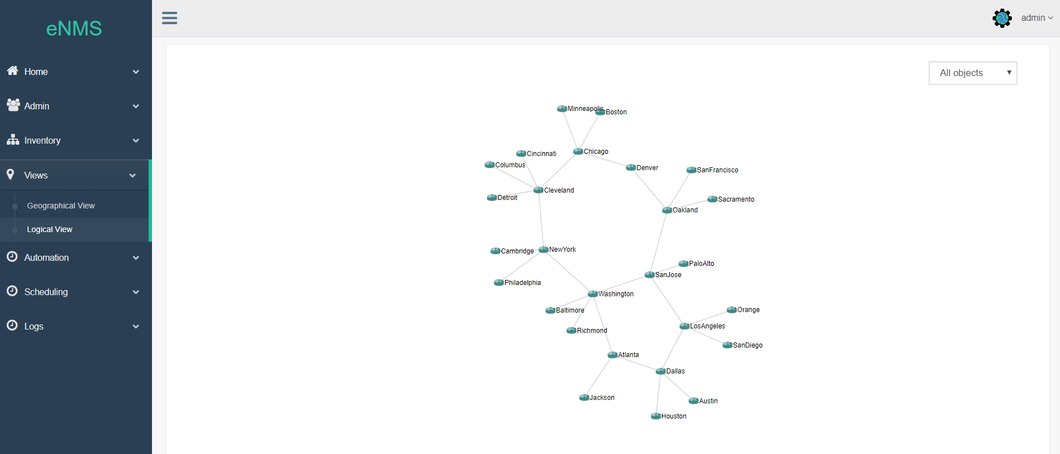 eNMS
admin
Home
Admin
Inventory
Views
Geographical View
Logical View
Automation
Scheduling
Logs
All objects
Minneapolis
Boston
Chicago
Cincinnati
Columbus
Denver
SanFrancisco
Cleveland
Detroit
Sacramento
Oakland
NewYork
Cambridge
PaloAlto
SanJose
Philadelphia
Washington
Baltimore
Orange
Richmond
LosAngeles
SanDiego
Atlanta
Dallas
Jackson
Austin
Houston